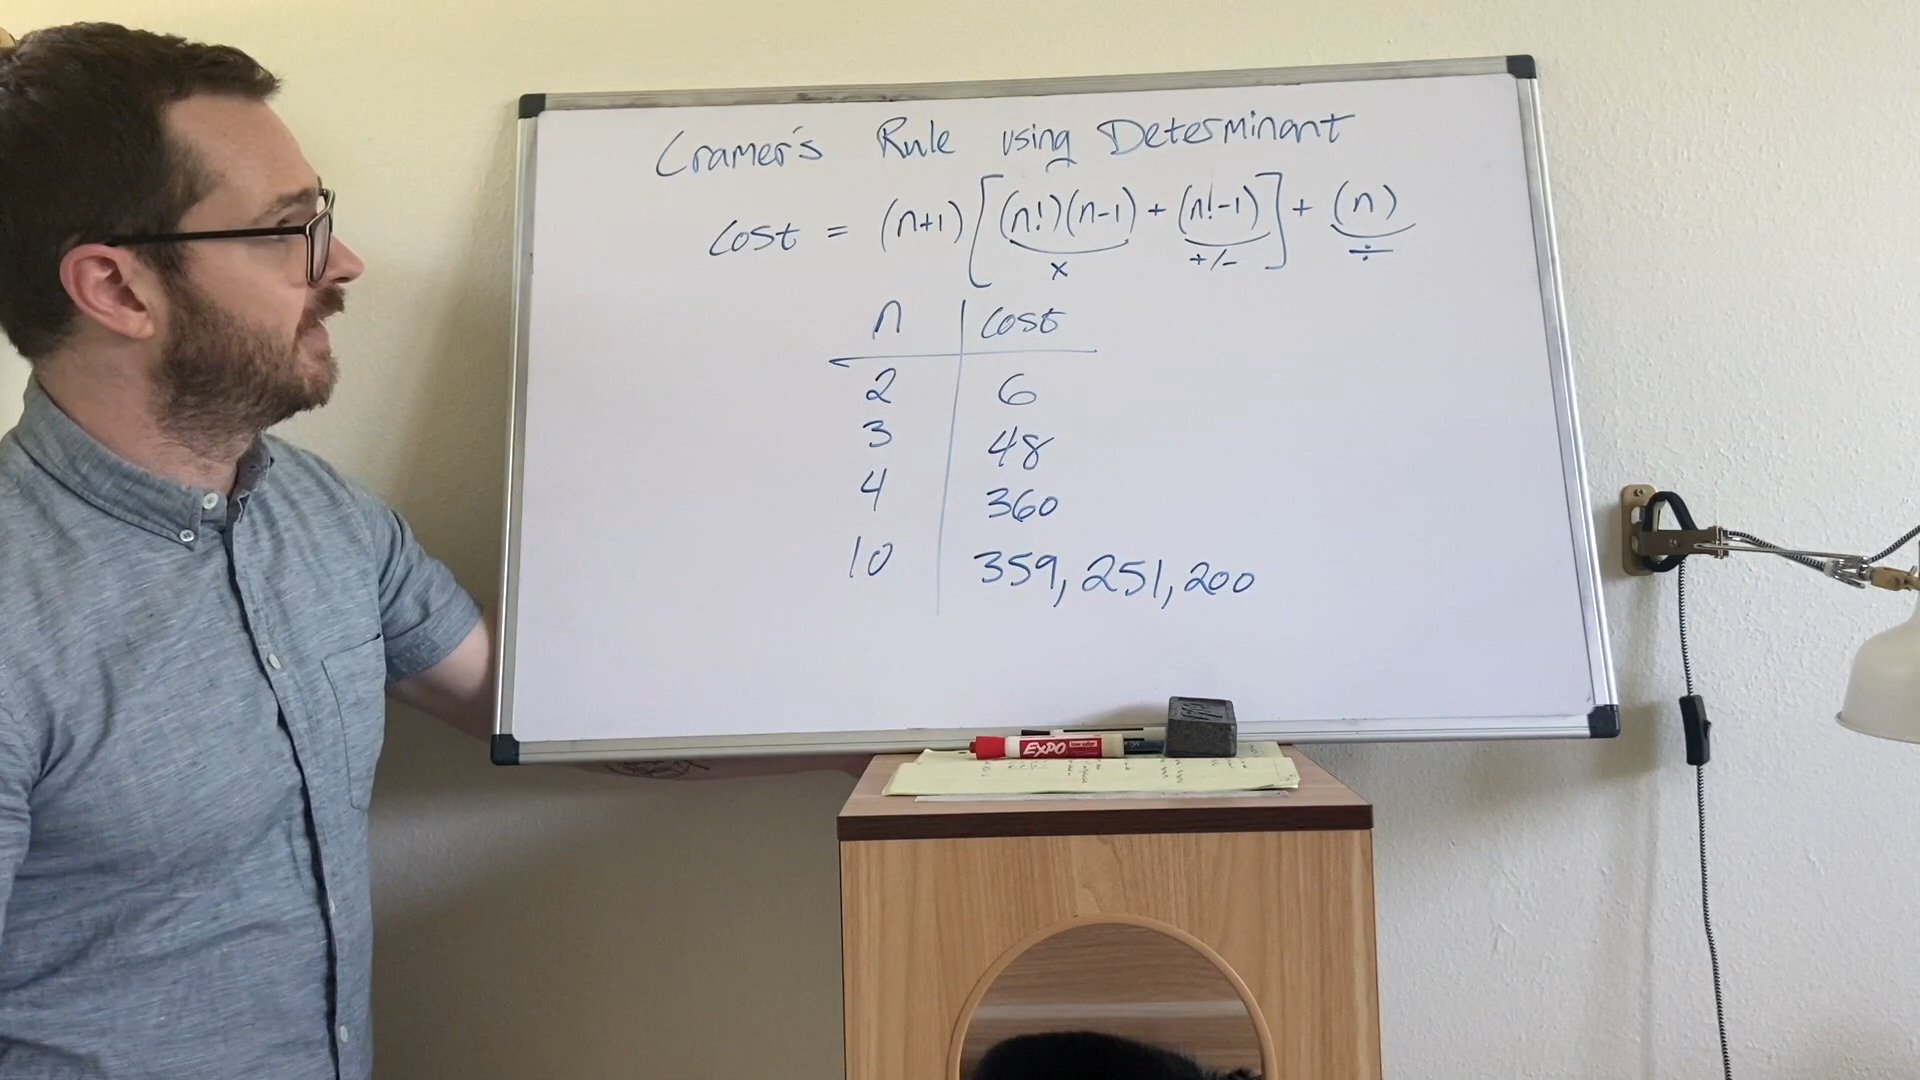 Cramer's Rule using Determinant
cost = (n+1) [(n!)(n-1) + (n!-1)] + (n)
x +/- ÷
n cost
2 6
3 48
4 360
10 359,251,200
EXPO